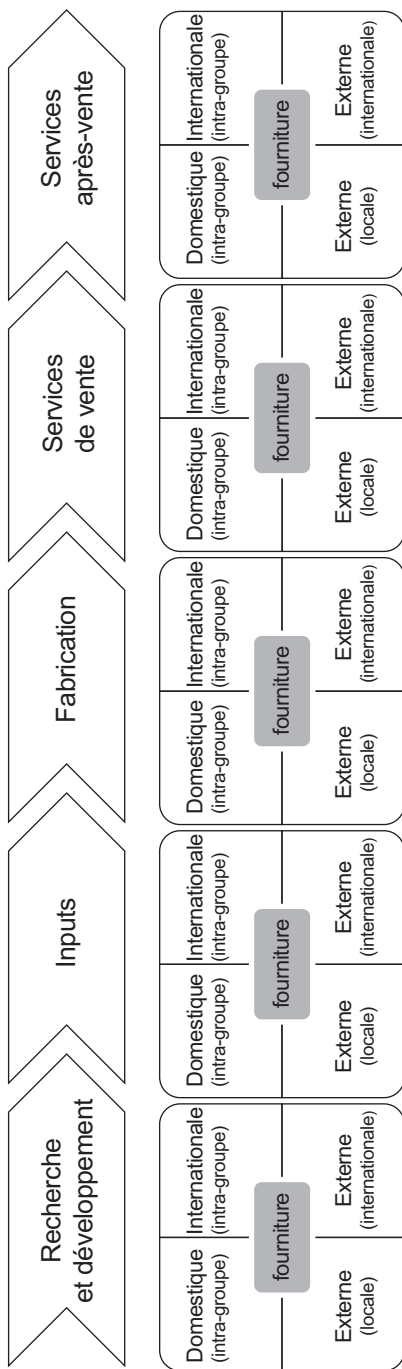 Recherche
et développement
Inputs
Fabrication
Services
de vente
Services
après-vente
Domestique
(intra-groupe)
Internationale
(intra-groupe)
fourniture
Externe
(locale)
Externe
(internationale)
Domestique
(intra-groupe)
Internationale
(intra-groupe)
fourniture
Externe
(locale)
Externe
(internationale)
Domestique
(intra-groupe)
Internationale
(intra-groupe)
fourniture
Externe
(locale)
Externe
(internationale)
Domestique
(intra-groupe)
Internationale
(intra-groupe)
fourniture
Externe
(locale)
Externe
(internationale)
Domestique
(intra-groupe)
Internationale
(intra-groupe)
fourniture
Externe
(locale)
Externe
(internationale)